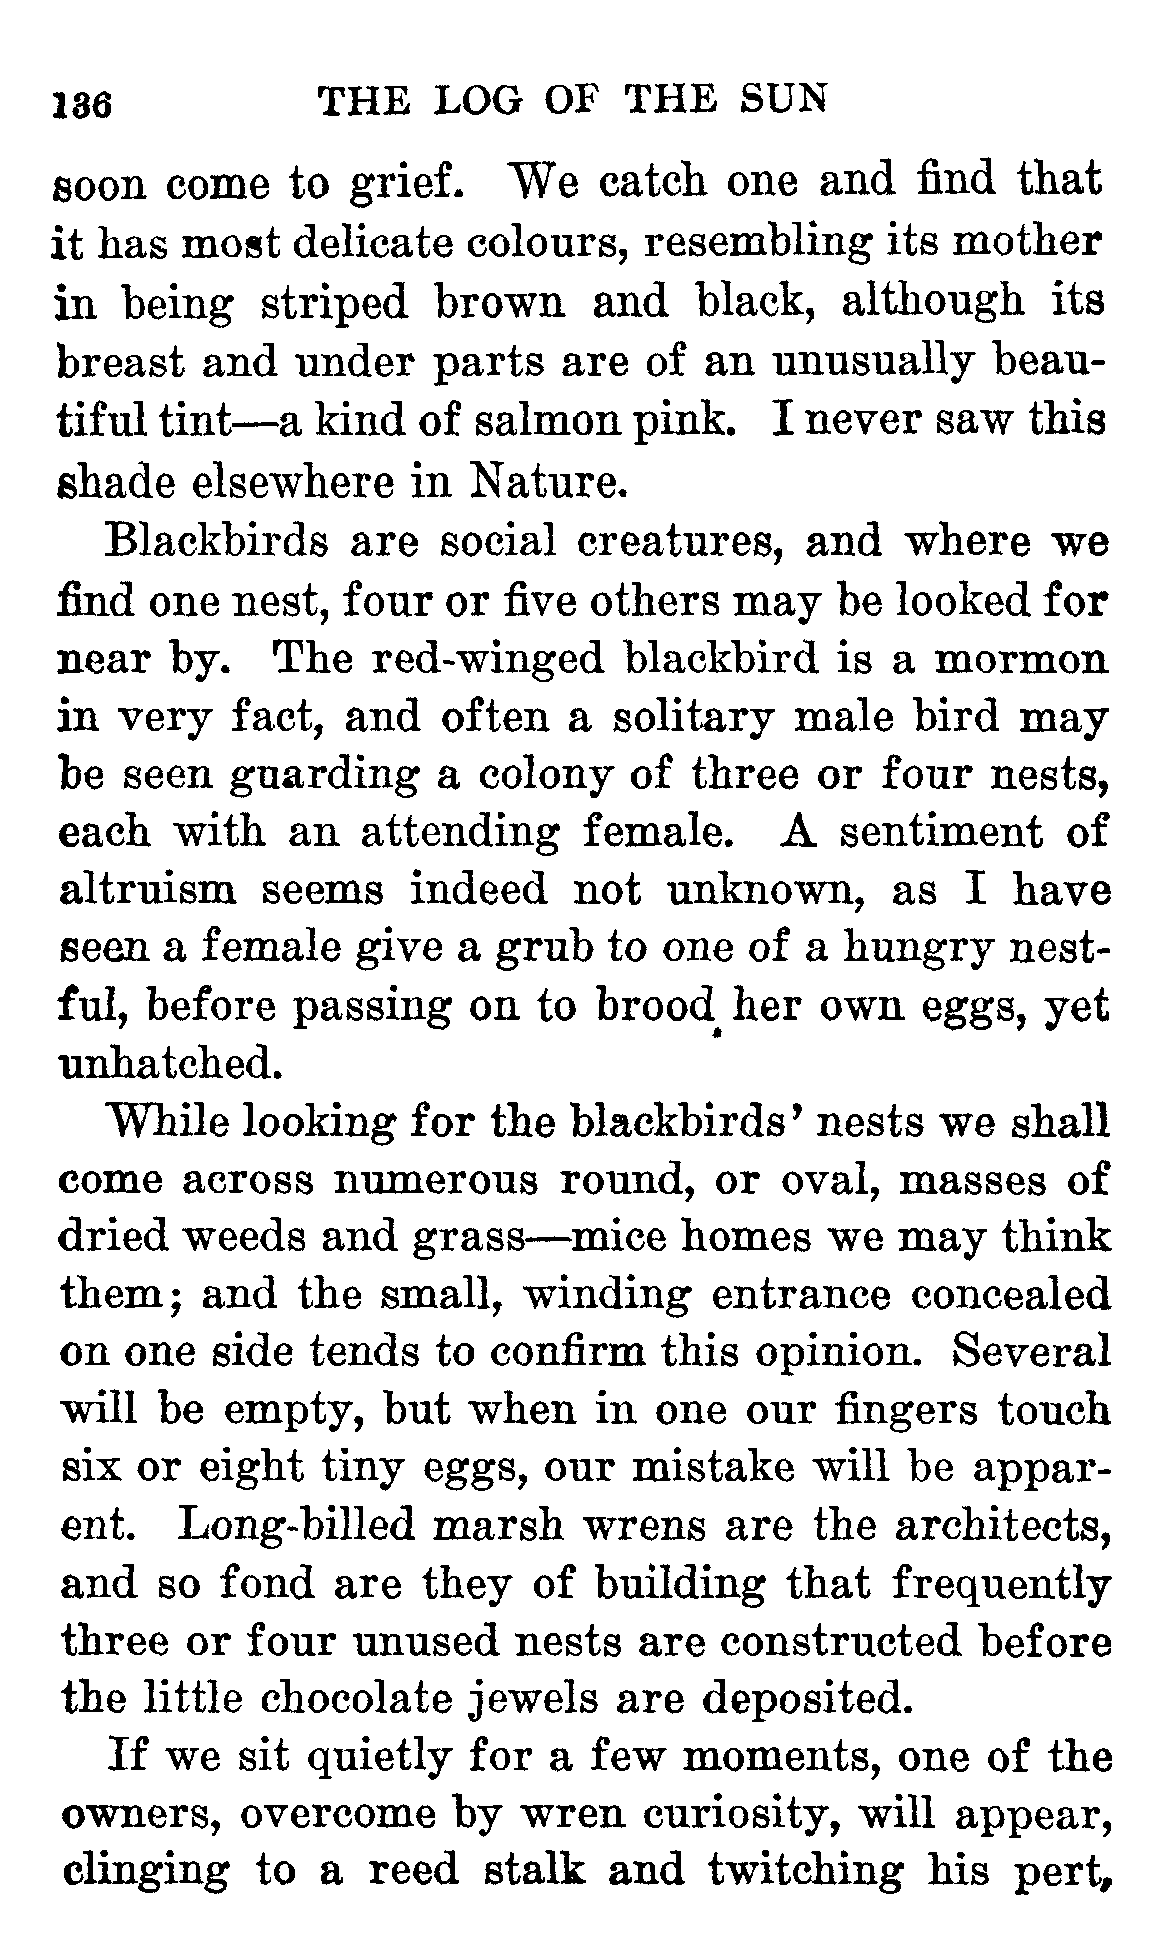 136 THE LOG OF THE SUN
soon come to grief. We catch one and find that
it has most delicate colours, resembling its mother
in being striped brown and black, although its
breast and under parts are of an unusually beau-
tiful tint—a kind of salmon pink. I never saw this
shade elsewhere in Nature.
Blackbirds are social creatures, and where we
find one nest, four or five others may be looked for
near by. The red-winged blackbird is a mormon
in very fact, and often a solitary male bird may
be seen guarding a colony of three or four nests,
each with an attending female. A sentiment of
altruism seems indeed not unknown, as I have
seen a female give a grub to one of a hungry nest-
ful, before passing on to brood her own eggs, yet
unhatched.
While looking for the blackbirds' nests we shall
come across numerous round, or oval, masses of
dried weeds and grass—mice homes we may think
them; and the small, winding entrance concealed
on one side tends to confirm this opinion. Several
will be empty, but when in one our fingers touch
six or eight tiny eggs, our mistake will be appar-
ent. Long-billed marsh wrens are the architects,
and so fond are they of building that frequently
three or four unused nests are constructed before
the little chocolate jewels are deposited.
If we sit quietly for a few moments, one of the
owners, overcome by wren curiosity, will appear,
clinging to a reed stalk and twitching his pert,